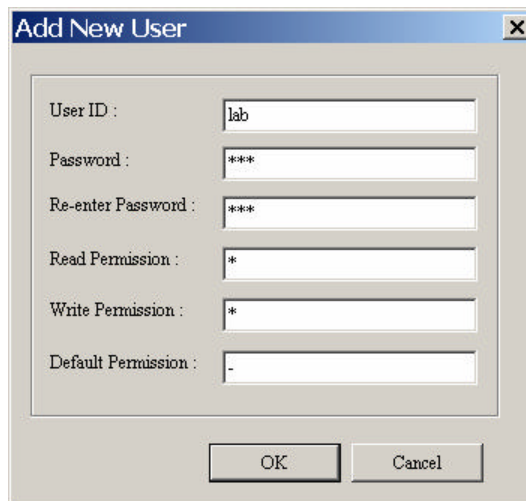 Add New User
User ID : lab
Password : ***
Re-enter Password : ***
Read Permission : *
Write Permission : *
Default Permission : -
OK Cancel